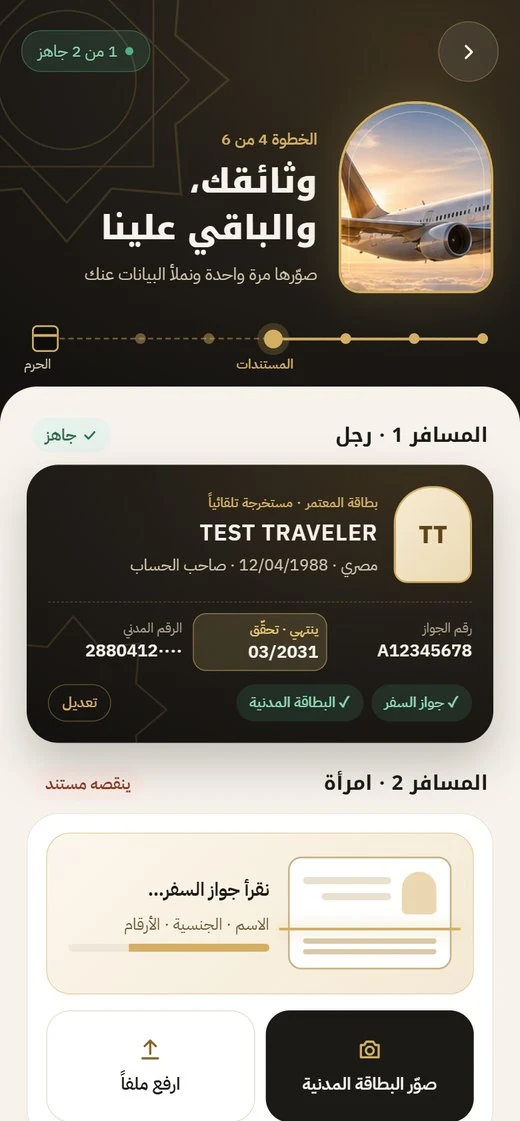 1 من 2 جاهز
الخطوة 4 من 6
وثائقك،
والباقي علينا
صوّرها مرة واحدة ونملأ البيانات عنك
المستندات
الحرم
المسافر 1 · رجل
جاهز
بطاقة المعتمر · مستخرجة تلقائياً
TT
TEST TRAVELER
مصري · 12/04/1988 · صاحب الحساب
رقم الجواز
A12345678
ينتهي · تحقّق
03/2031
الرقم المدني
2880412····
✓ جواز السفر
✓ البطاقة المدنية
تعديل
المسافر 2 · امرأة
ينقصه مستند
نقرأ جواز السفر...
الاسم · الجنسية · الأرقام
صوّر البطاقة المدنية
ارفع ملفاً